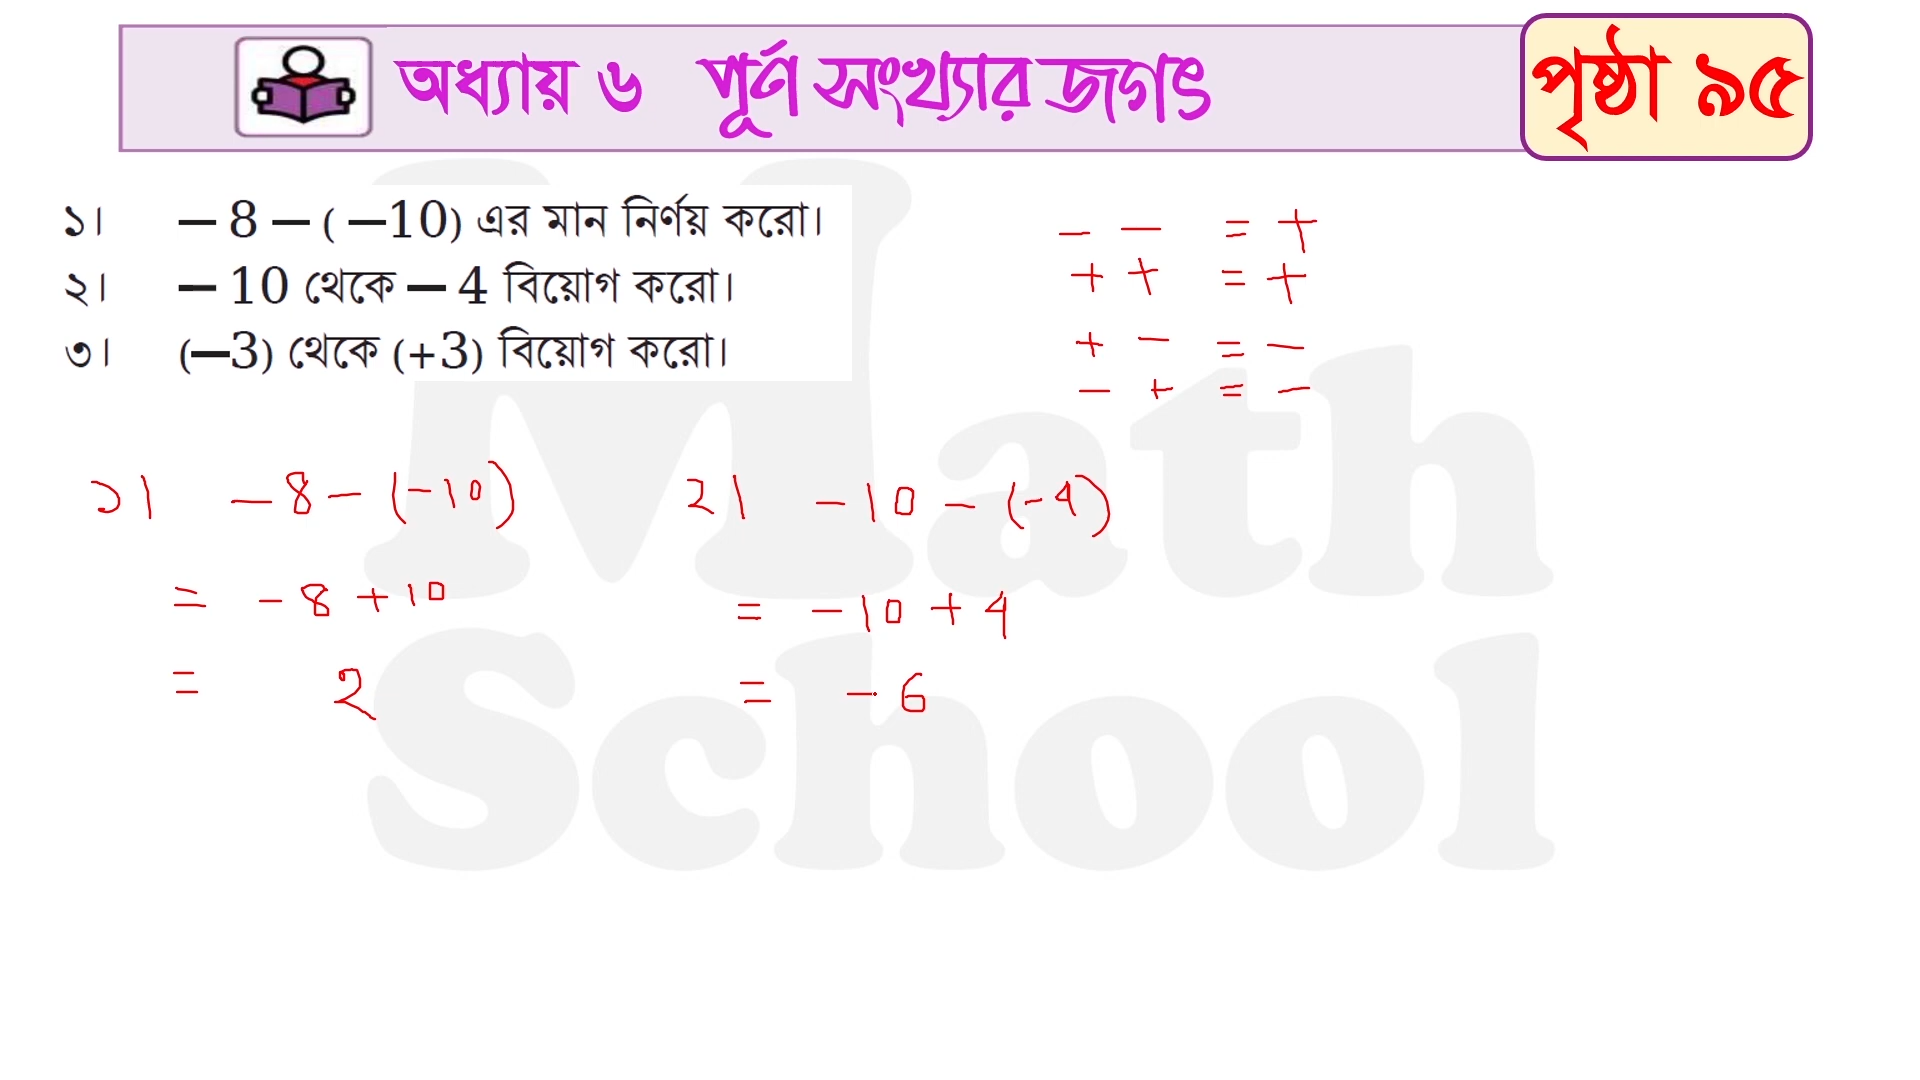 অধ্যায় ৬ পূর্ণ সংখ্যার জগৎ
পৃষ্ঠা ৯৫
১। — 8 — ( —10) এর মান নির্ণয় করো।
২। — 10 থেকে — 4 বিয়োগ করো।
৩। (—3) থেকে (+3) বিয়োগ করো।
- - = +
+ + = +
+ - = -
- + = -
১। -8-(-10)
= -8+10
= 2
২। -10-(-4)
= -10+4
= -6
Math
School